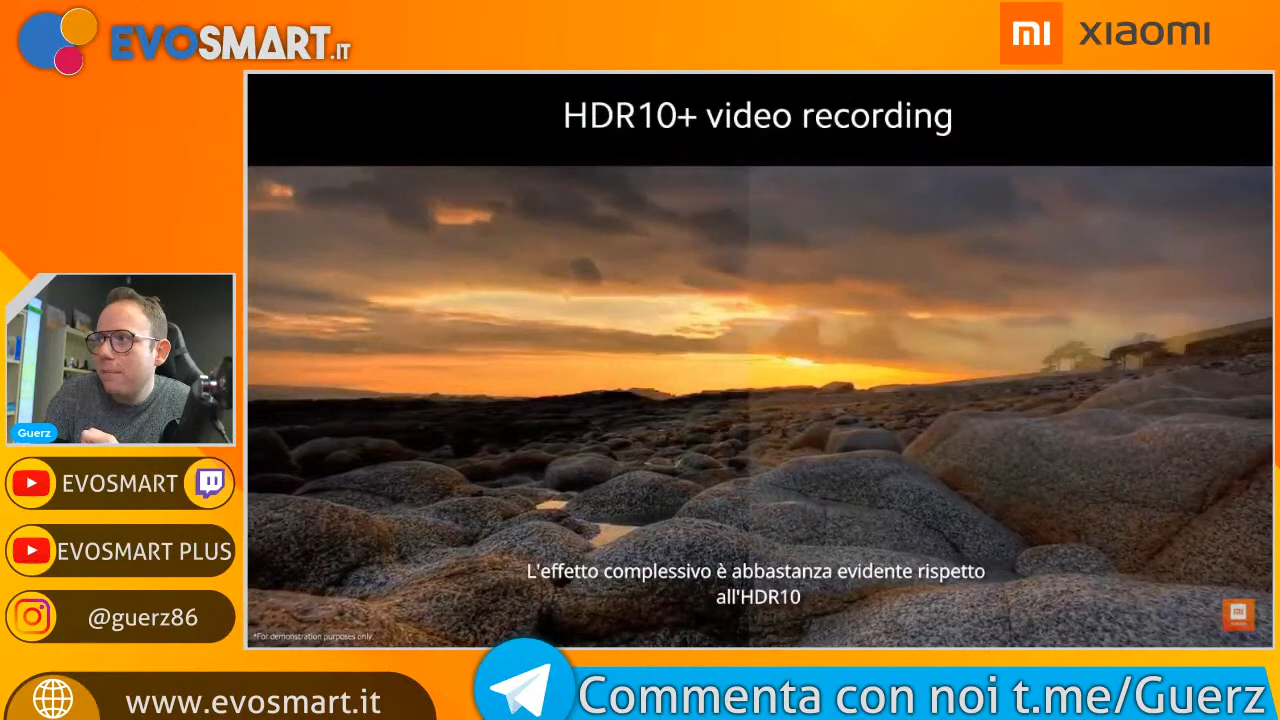 EVOSMART.IT
mi xiaomi
HDR10+ video recording
L'effetto complessivo è abbastanza evidente rispetto
all'HDR10
*For demonstration purposes only.
Guerz
EVOSMART
EVOSMART PLUS
@guerz86
www.evosmart.it
Commenta con noi t.me/Guerz